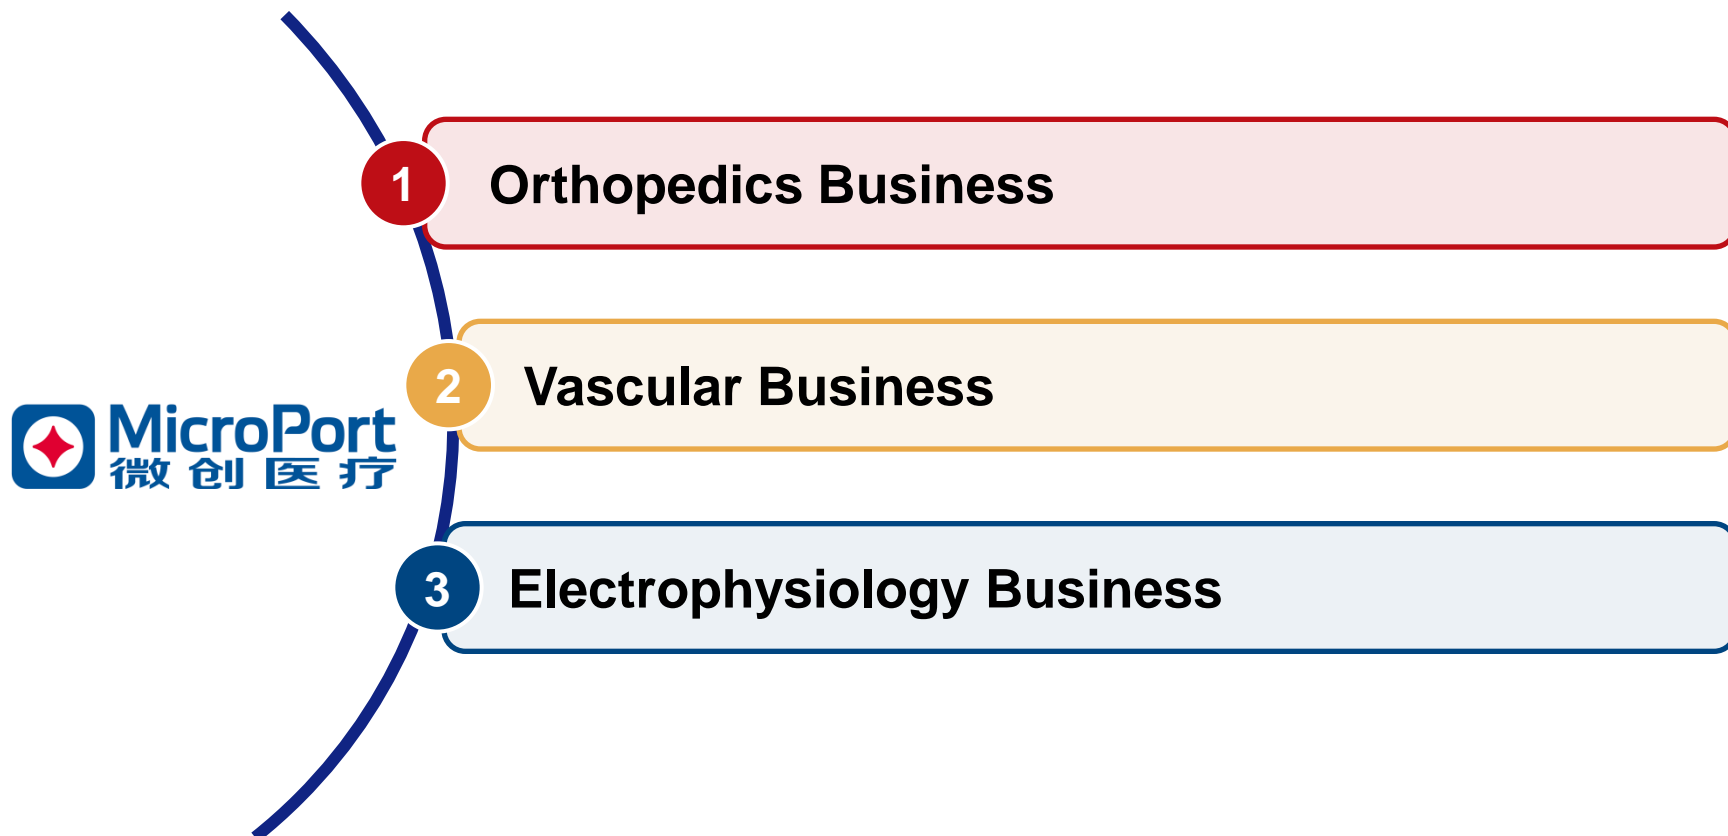 1
Orthopedics Business
2
Vascular Business
MicroPort
微创医疗
3
Electrophysiology Business